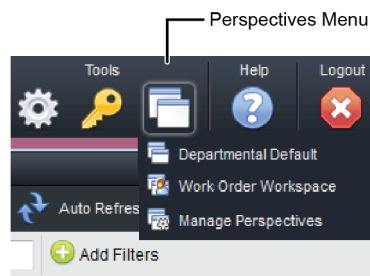 Perspectives Menu
Tools
Help
Logout
Departmental Default
Work Order Workspace
Auto Refres
Manage Perspectives
Add Filters